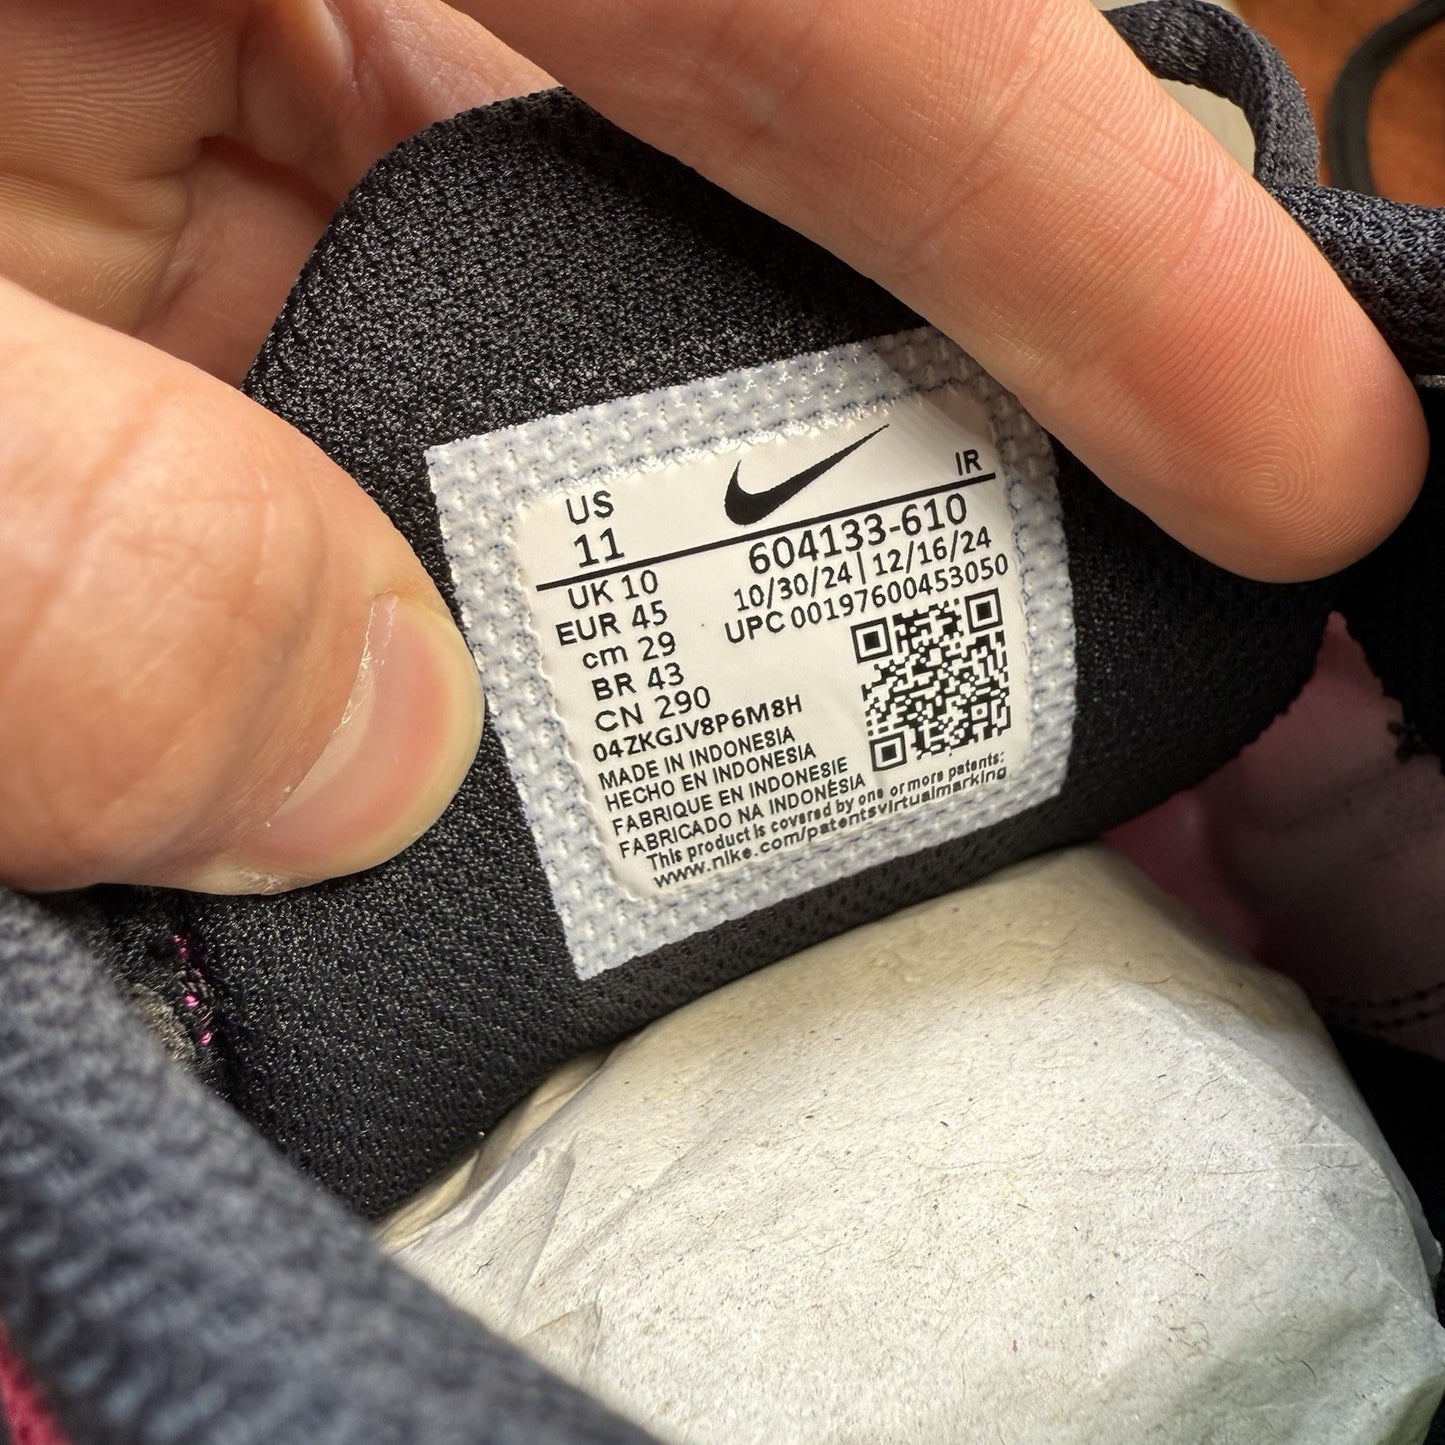 US
11
IR
604133-610
10/30/24|12/16/24
UPC 00197600453050
UK 10
EUR 45
cm 29
BR 43
CN 290
04ZKGJV8P6M8H
MADE IN INDONESIA
HECHO EN INDONESIA
FABRIQUE EN INDONESIE
FABRICADO NA INDONÉSIA
This product is covered by one or more patents:
www.nike.com/patentsvirtualmarking